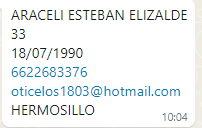 ARACELI ESTEBAN ELIZALDE
33
18/07/1990
6622683376
oticelos1803@hotmail.com
HERMOSILLO
10:04